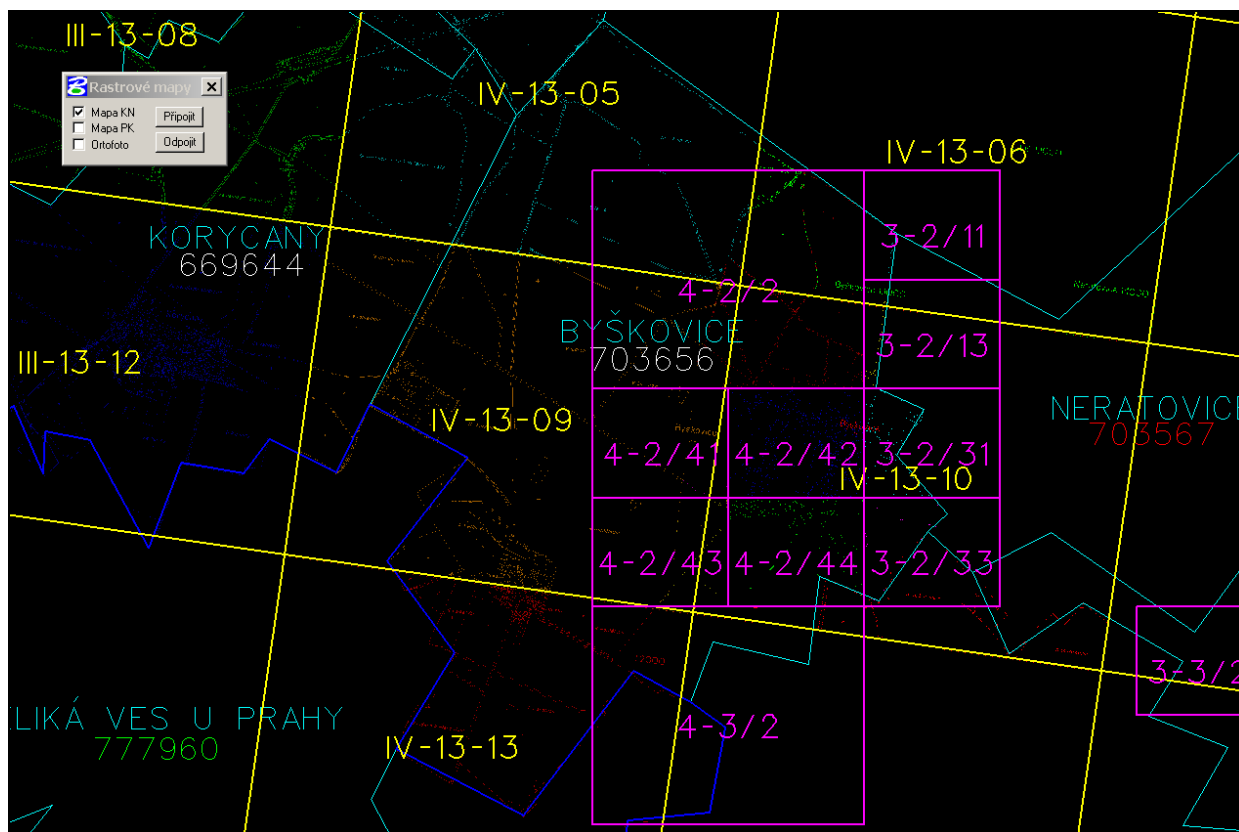 III-13-08
Rastrové mapy
Mapa KN
Připojit
Mapa PK
Ortofoto
Odpojit
IV-13-05
IV-13-06
KORYCANY
669644
3-2/11
4-2/2
BYŠKOVICE
703656
3-2/13
III-13-12
IV-13-09
NERATOVICE
703567
4-2/41
4-2/42
3-2/31
IV-13-10
4-2/43
4-2/44
3-2/33
3-3/2
LIKÁ VES U PRAHY
777960
4-3/2
IV-13-13